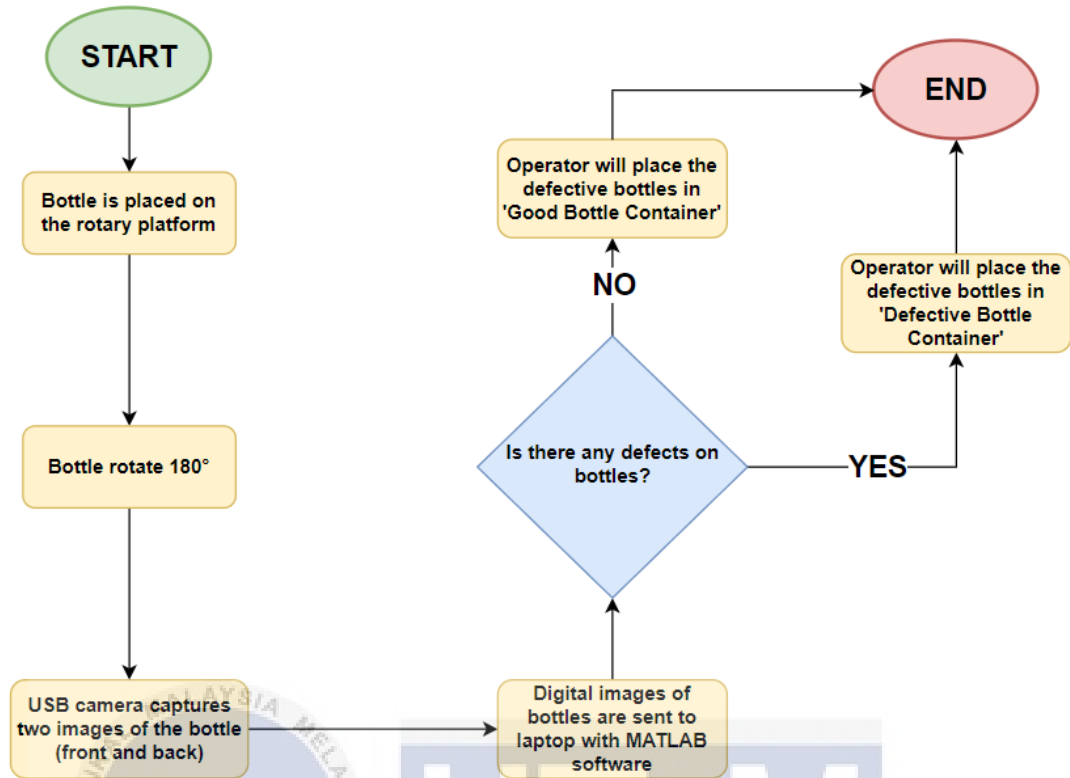 START
Bottle is placed on
the rotary platform
Bottle rotate 180°
USB camera captures
two images of the bottle
(front and back)
Digital images of
bottles are sent to
laptop with MATLAB
software
Is there any defects on
bottles?
NO
Operator will place the
defective bottles in
'Good Bottle Container'
YES
Operator will place the
defective bottles in
'Defective Bottle
Container'
END
MALAYSIA